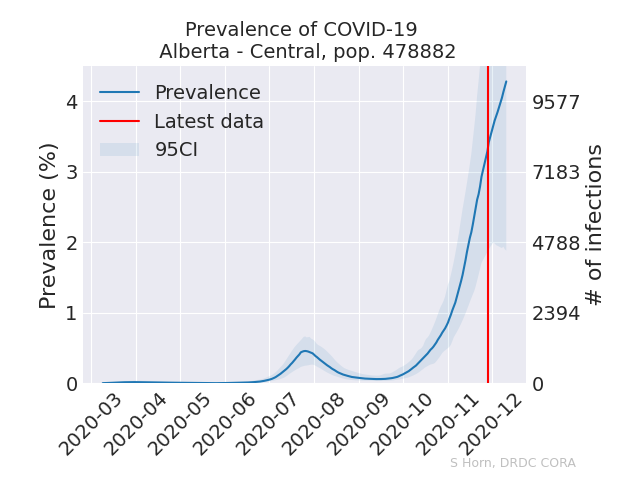 Prevalence of COVID-19
Alberta - Central, pop. 478882
Prevalence
Latest data
95CI
Prevalence (%)
4
3
2
1
0
9577
7183
4788
2394
0
# of infections
2020-03
2020-04
2020-05
2020-06
2020-07
2020-08
2020-09
2020-10
2020-11
2020-12
S Horn, DRDC CORA